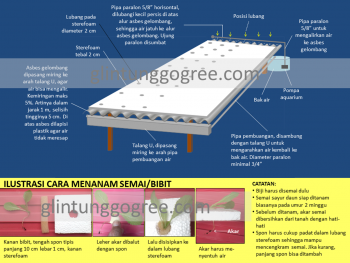 Pipa paralon 5/8" horisontal,
dilubangi kecil persis di atas
alur asbes gelombang,
sehingga air jatuh ke alur
asbes gelombang. Ujung
paralon disumbat
Posisi lubang
Lubang pada
sterefoam
diameter 2 cm
Pipa paralon
5/8" untuk
mengalirkan air
ke asbes
gelombang
Sterefoam
tebal 2 cm
glintunggogree.com
Asbes gelombang
dipasang miring ke
arah talang U, agar
air bisa mengalir.
Kemiringan maks
5%. Artinya dalam
jarak 1 m, selisih
tingginya 5 cm. Di
atas asbes dilapisi
plastik agar air
tidak meresap
Pompa
aquarium
Bak air
Talang U, dipasang
miring ke arah pipa
pembuangan air
Pipa pembuangan, disambung
dengan talang U untuk
mengarahkan air kembali ke
bak air. Diameter paralon
minimal 3/4"
ILUSTRASI CARA MENANAM SEMAI/BIBIT
glintunggogree.com
Akar
Kanan bibit, tengah spon tipis
panjang 10 cm lebar 1 cm, kanan
sterefoam
Leher akar dibalut
dengan spon
Lalu disisipkan ke
dalam lubang
sterefoam
Akar harus me-
nyentuh air
CATATAN:
Biji harus disemai dulu
Semai sayur daun siap ditanam
biasanya pada umur 2 minggu
Sebelum ditanam, akar semai
dibersihkan dari tanah dengan hati-
hati
Spon harus cukup padat dalam lubang
sterefoam sehingga mampu
mencengkram semai. Jika kurang,
panjang spon bisa ditambah